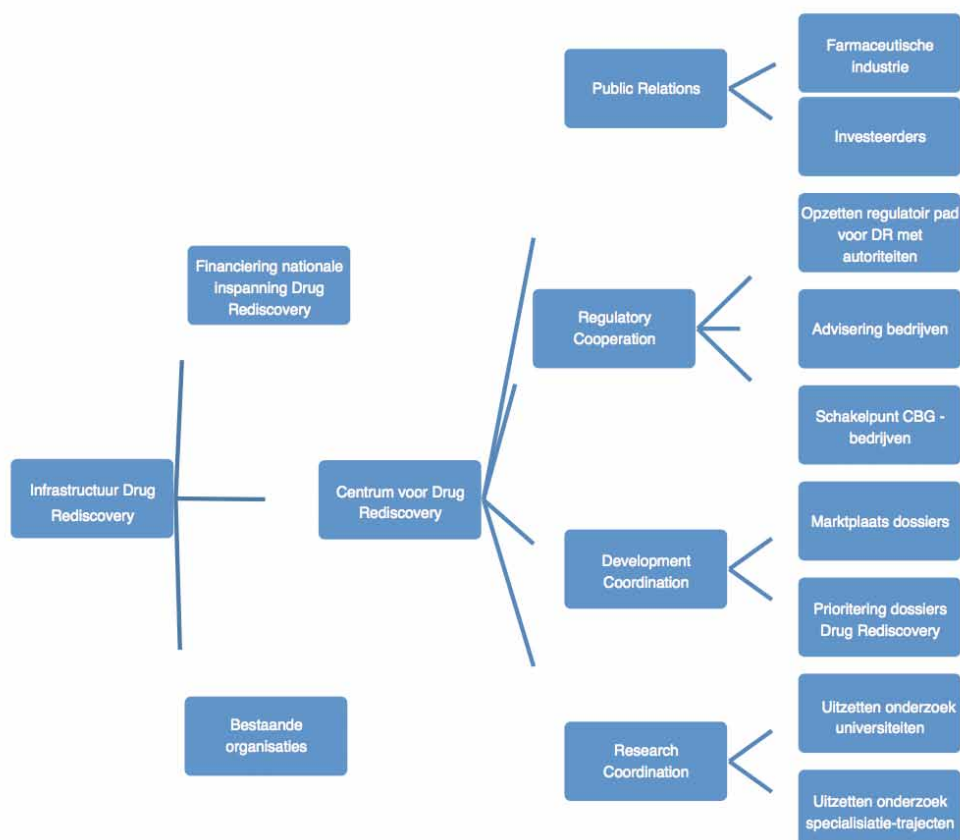 Infrastructuur Drug
Rediscovery
Financiering nationale
inspanning Drug
Rediscovery
Centrum voor Drug
Rediscovery
Bestaande
organisaties
Public Relations
Farmaceutische
industrie
Investeerders
Regulatory
Cooperation
Opzetten regulatoir pad
voor DR met
autoriteiten
Advisering bedrijven
Schakelpunt CBG -
bedrijven
Development
Coordination
Marktplaats dossiers
Prioritering dossiers
Drug Rediscovery
Research
Coordination
Uitzetten onderzoek
universiteiten
Uitzetten onderzoek
specialisiatie-trajecten